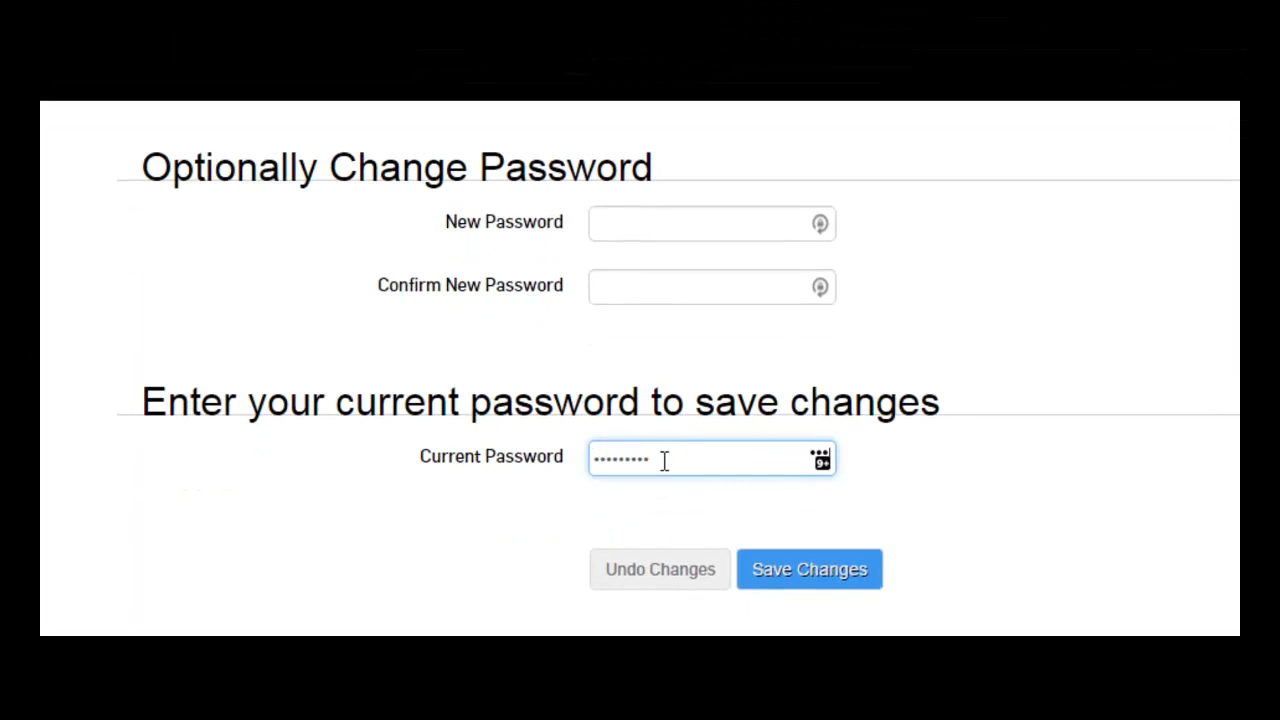 Optionally Change Password
New Password
Confirm New Password
Enter your current password to save changes
Current Password
•••••••••
9+
Undo Changes
Save Changes